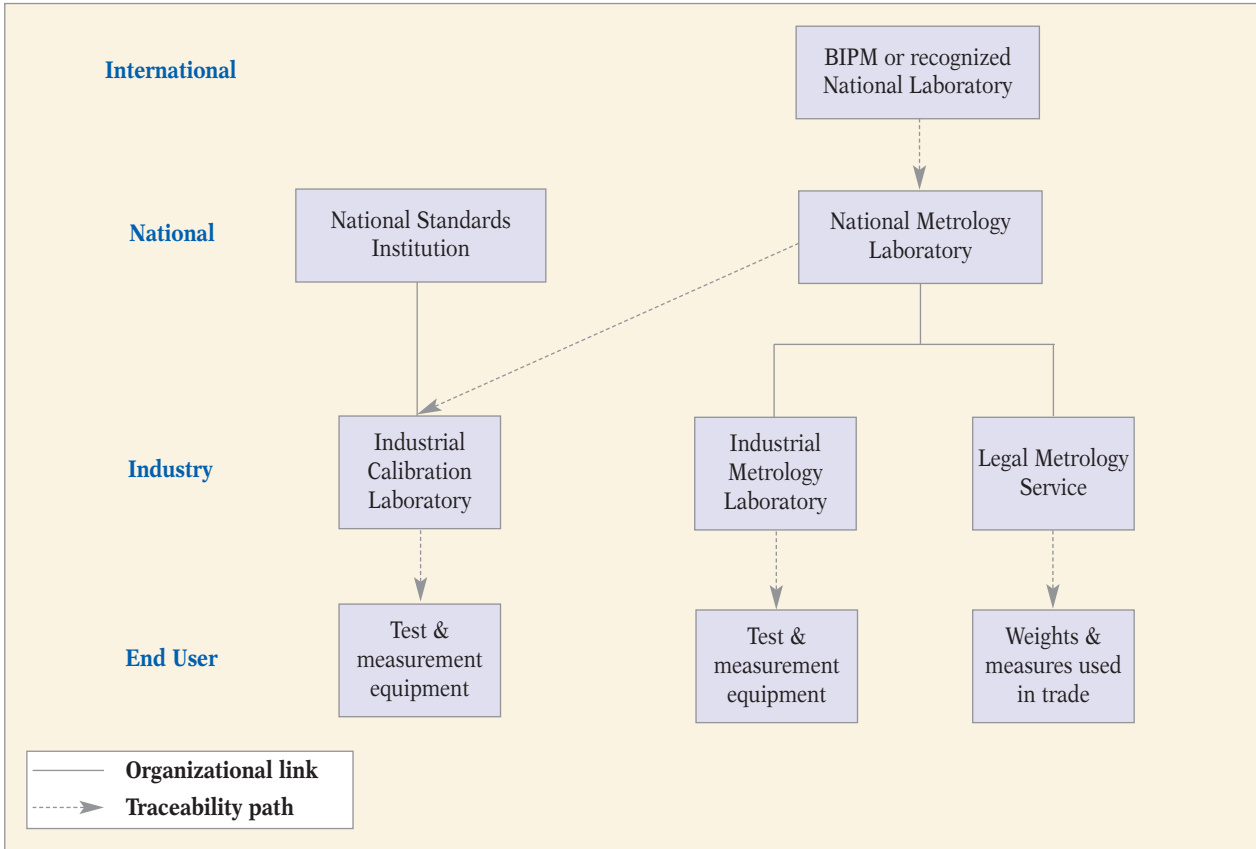 International
BIPM or recognized
National Laboratory
National
National Standards
Institution
National Metrology
Laboratory
Industry
Industrial
Calibration
Laboratory
Industrial
Metrology
Laboratory
Legal Metrology
Service
End User
Test &
measurement
equipment
Test &
measurement
equipment
Weights &
measures used
in trade
Organizational link
Traceability path